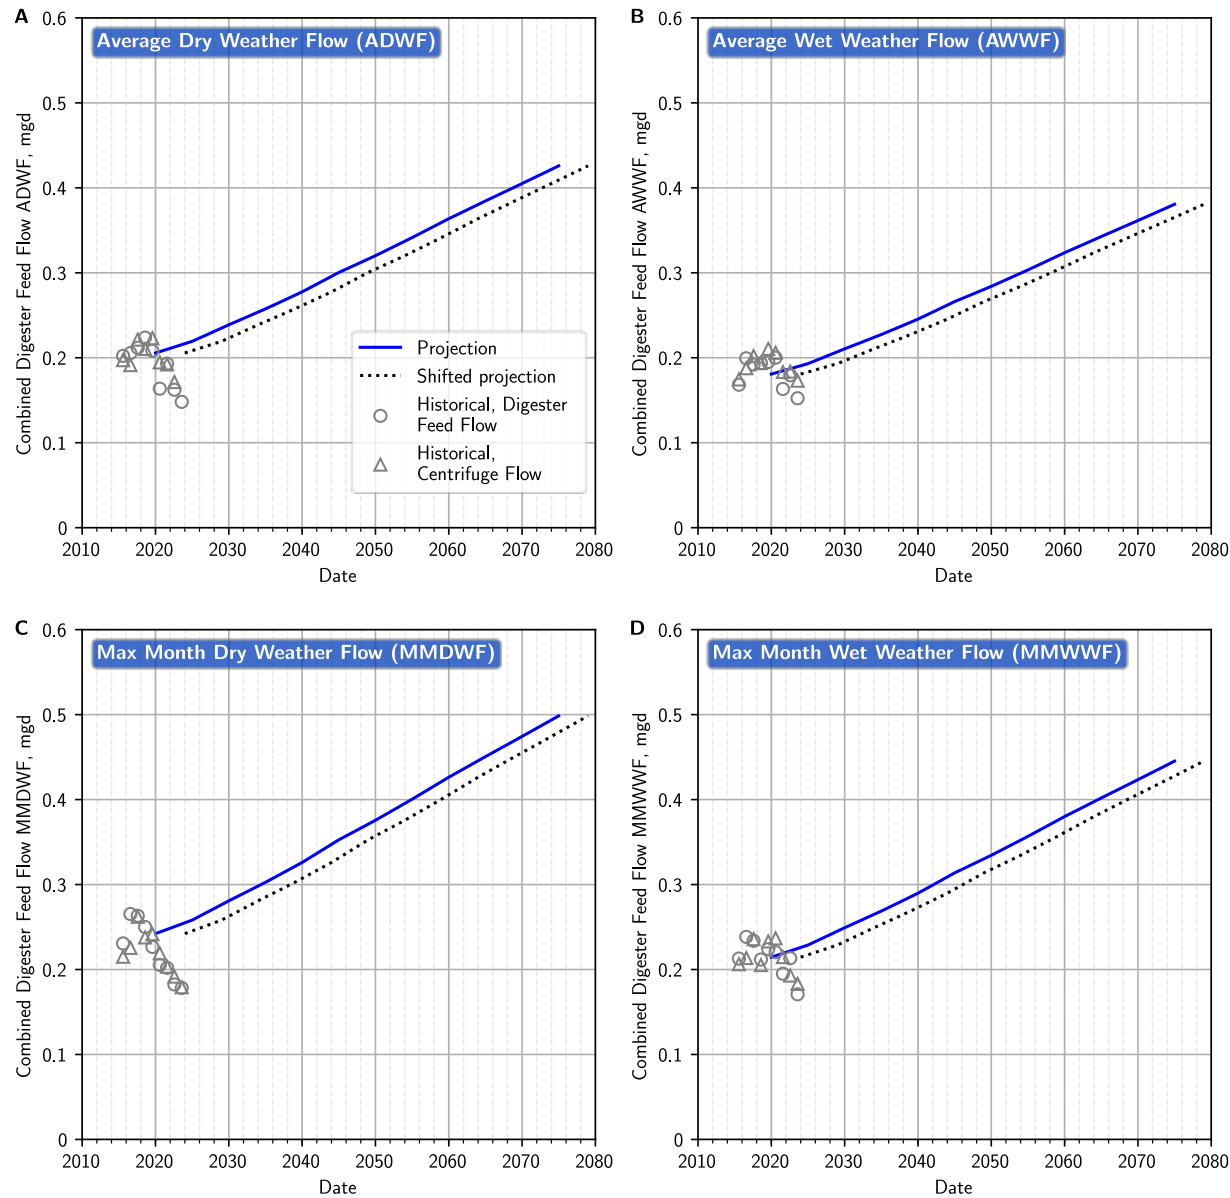 A
Average Dry Weather Flow (ADWF)
Combined Digester Feed Flow ADWF, mgd
0.6
0.5
0.4
0.3
0.2
0.1
0
2010 2020 2030 2040 2050 2060 2070 2080
Date
Projection
Shifted projection
Historical, Digester
Feed Flow
Historical,
Centrifuge Flow
B
Average Wet Weather Flow (AWWF)
Combined Digester Feed Flow AWWF, mgd
0.6
0.5
0.4
0.3
0.2
0.1
0
2010 2020 2030 2040 2050 2060 2070 2080
Date
C
Max Month Dry Weather Flow (MMDWF)
Combined Digester Feed Flow MMDWF, mgd
0.6
0.5
0.4
0.3
0.2
0.1
0
2010 2020 2030 2040 2050 2060 2070 2080
Date
D
Max Month Wet Weather Flow (MMWWF)
Combined Digester Feed Flow MMWWF, mgd
0.6
0.5
0.4
0.3
0.2
0.1
0
2010 2020 2030 2040 2050 2060 2070 2080
Date